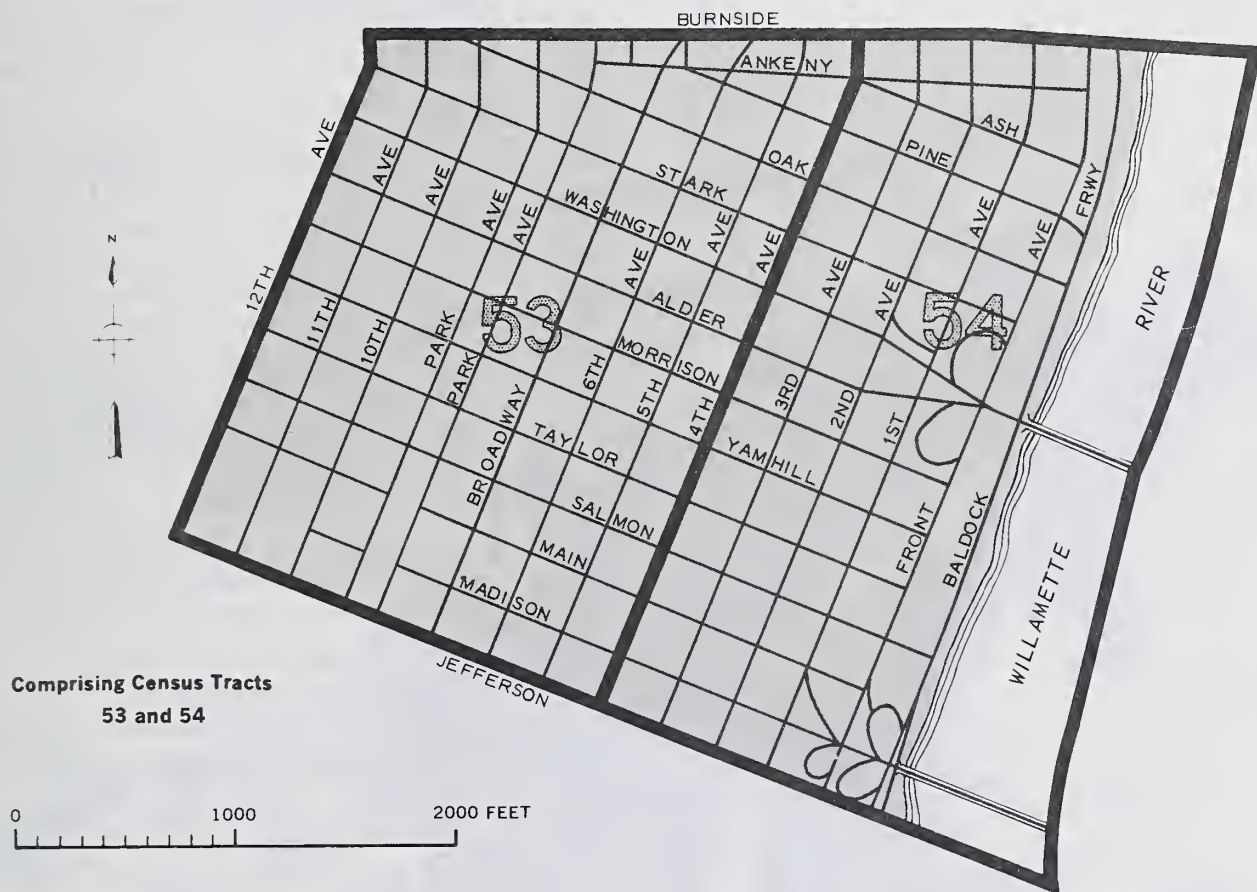 BURNSIDE
ANKENY
ASH
PINE
OAK
STARK
WASHINGTON
ALDER
MORRISON
YAMHILL
TAYLOR
SALMON
MAIN
MADISON
JEFFERSON
12TH AVE
11TH AVE
10TH AVE
PARK AVE
PARK AVE
BROADWAY
6TH AVE
5TH AVE
4TH AVE
3RD AVE
2ND AVE
1ST AVE
FRONT AVE
BALDOCK FRWY
WILLAMETTE RIVER
53
54
N
Comprising Census Tracts
53 and 54
0 1000 2000 FEET